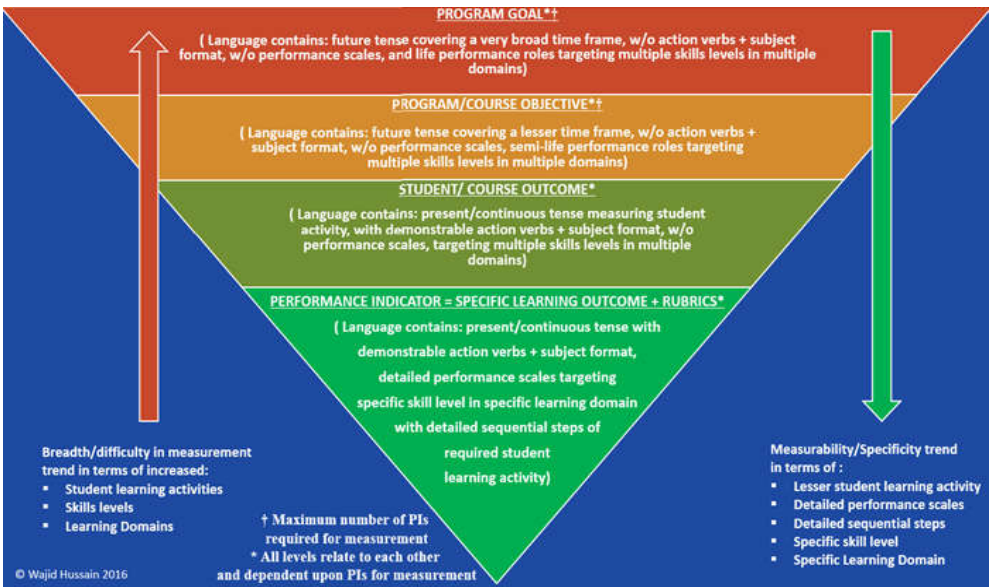 PROGRAM GOAL*†
( Language contains: future tense covering a very broad time frame, w/o action verbs + subject
format, w/o performance scales, and life performance roles targeting multiple skills levels in multiple
domains)
PROGRAM/COURSE OBJECTIVE*†
( Language contains: future tense covering a lesser time frame, w/o action verbs +
subject format, w/o performance scales, semi-life performance roles targeting
multiple skills levels in multiple domains)
STUDENT/ COURSE OUTCOME*
( Language contains: present/continuous tense measuring student
activity, with demonstrable action verbs + subject format, w/o
performance scales, targeting multiple skills levels in multiple
domains)
PERFORMANCE INDICATOR = SPECIFIC LEARNING OUTCOME + RUBRICS*
( Language contains: present/continuous tense with
demonstrable action verbs + subject format,
detailed performance scales targeting
specific skill level in specific learning domain
with detailed sequential steps of
required student
learning activity)
Breadth/difficulty in measurement
trend in terms of increased:
▪ Student learning activities
▪ Skills levels
▪ Learning Domains
Measurability/Specificity trend
in terms of :
▪ Lesser student learning activity
▪ Detailed performance scales
▪ Detailed sequential steps
▪ Specific skill level
▪ Specific Learning Domain
† Maximum number of PIs
required for measurement
* All levels relate to each other
and dependent upon PIs for measurement
© Wajid Hussain 2016